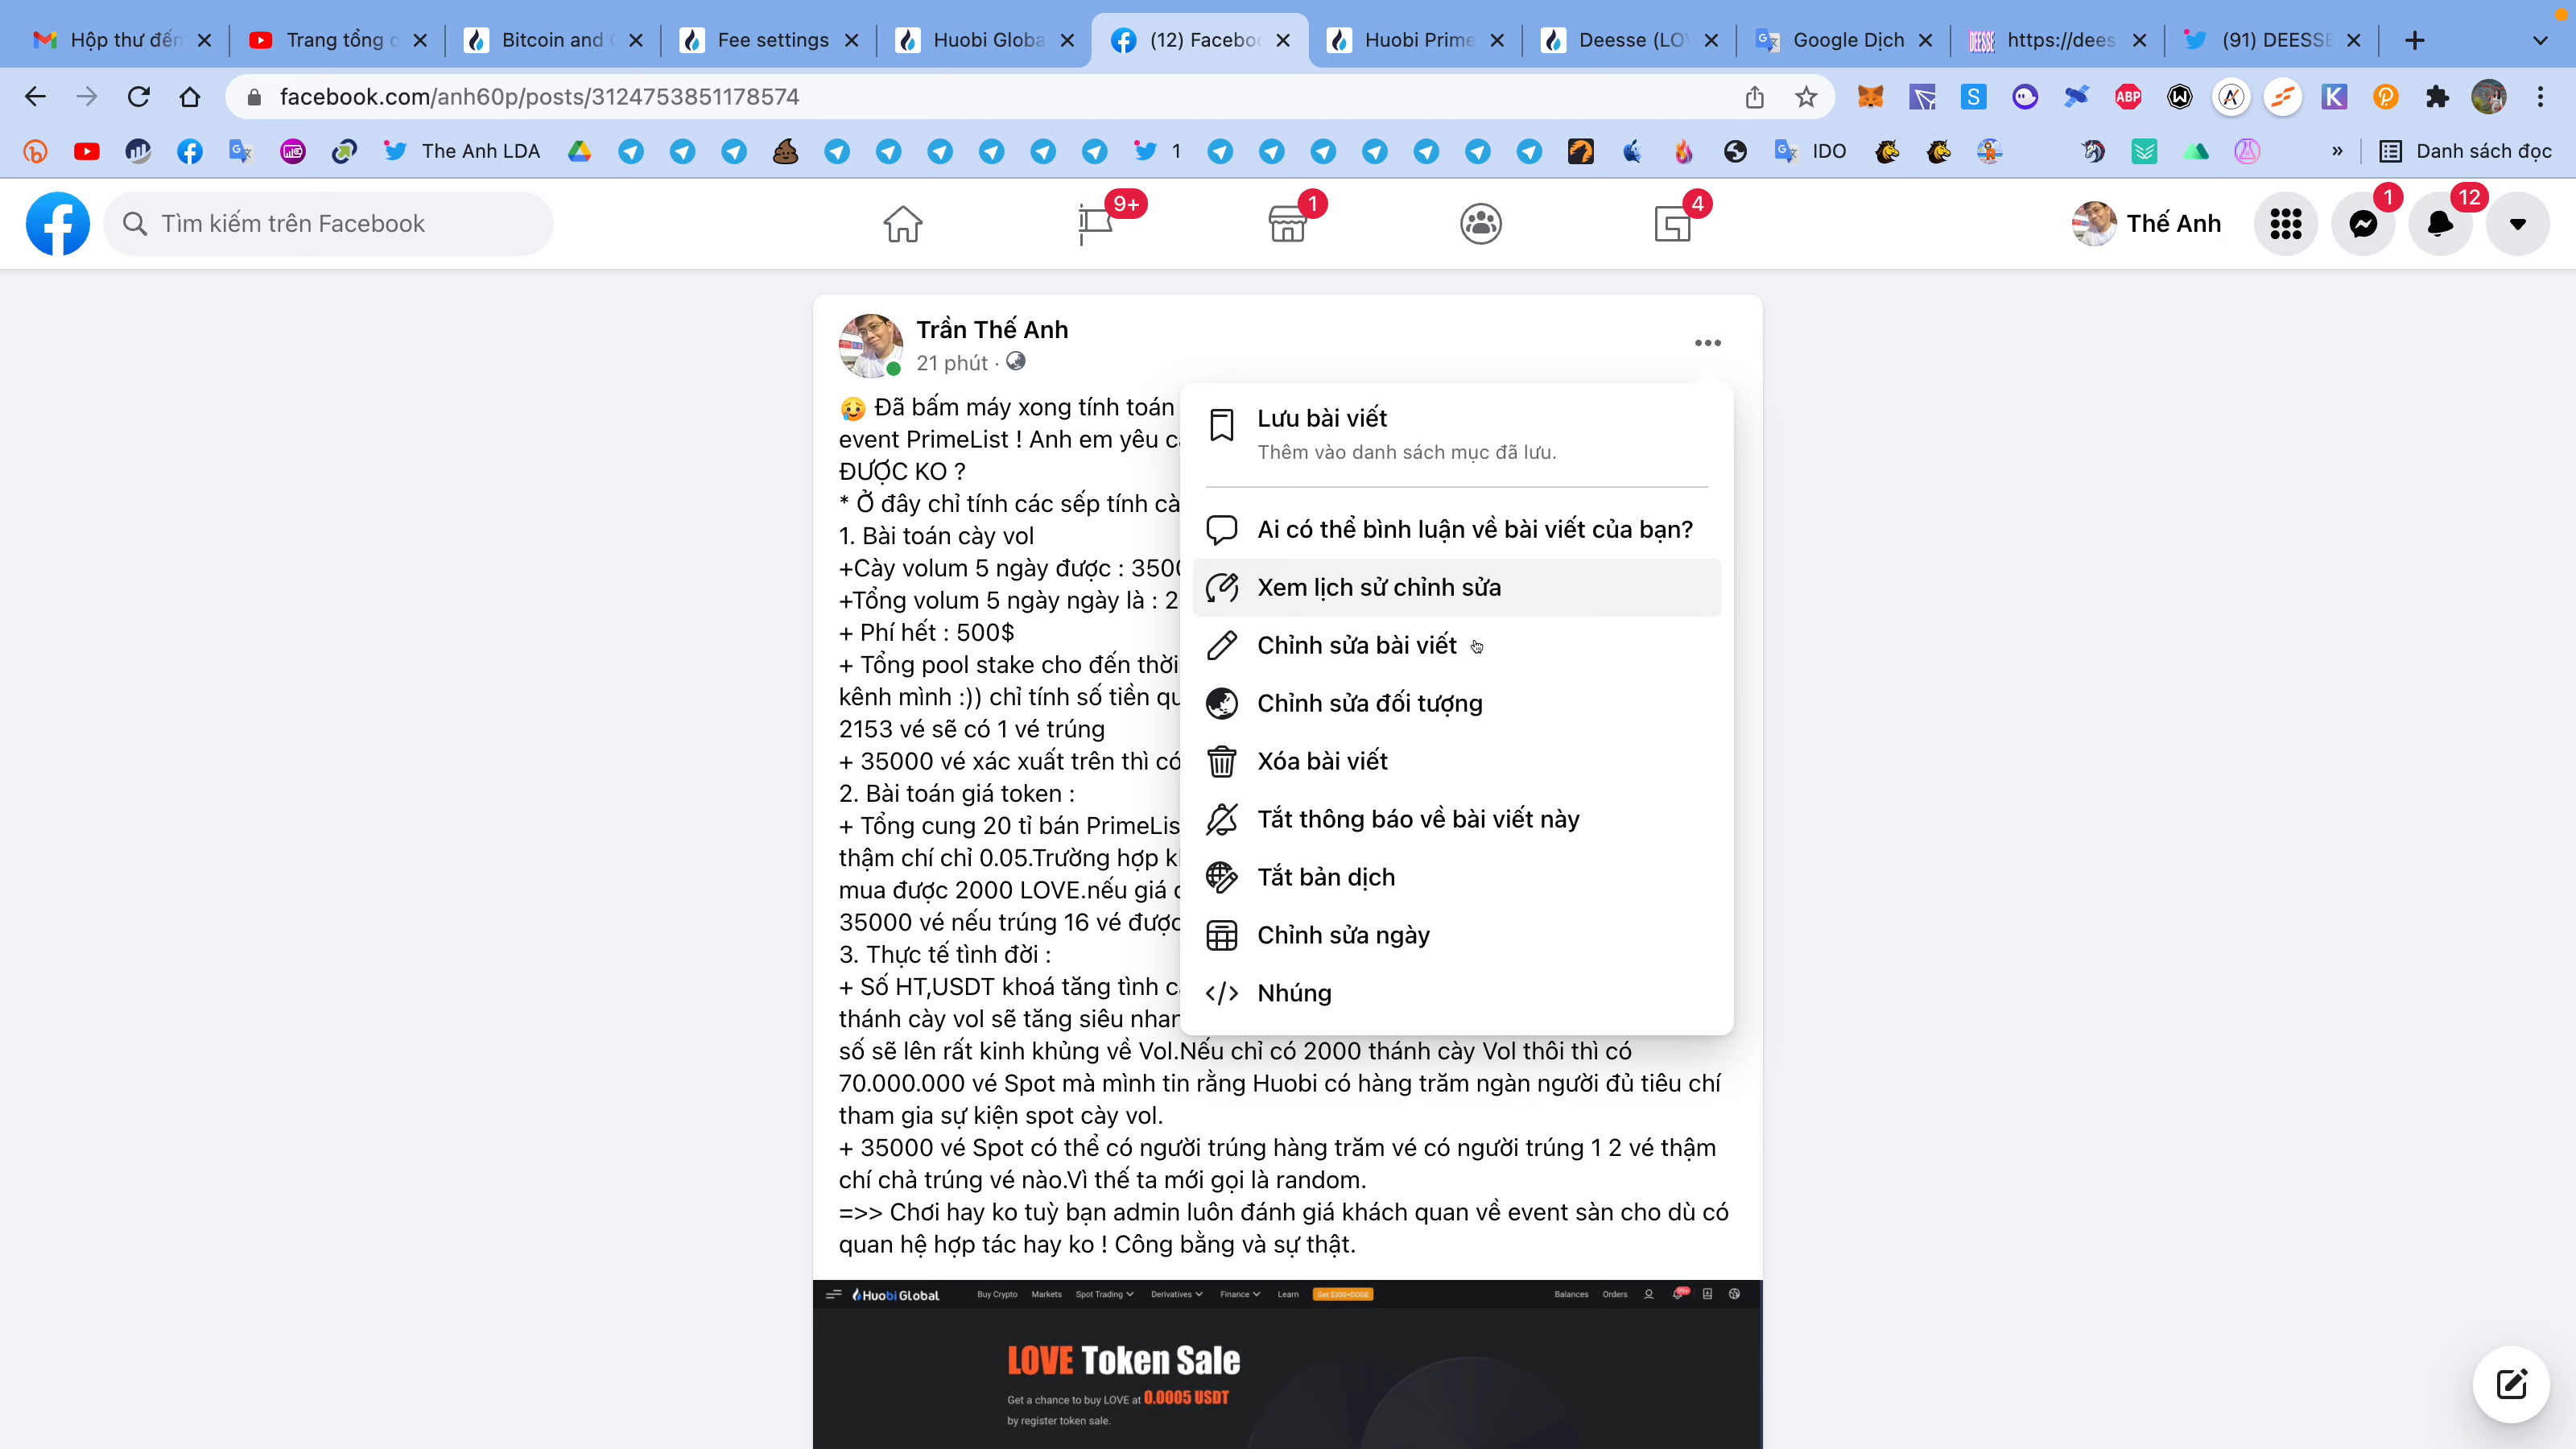 Hộp thư đến
Trang tổng q
Bitcoin and
Fee settings
Huobi Globa
(12) Faceboo
Huobi Prime
Deesse (LO
Google Dịch
https://dees
(91) DEESSE
facebook.com/anh60p/posts/3124753851178574
The Anh LDA
1
IDO
Danh sách đọc
Tìm kiếm trên Facebook
9+
1
4
Thế Anh
1
12
Trần Thế Anh
21 phút ·
Đã bấm máy xong tính toán
event PrimeList ! Anh em yêu c
ĐƯỢC KO ?
* Ở đây chỉ tính các sếp tính cà
1. Bài toán cày vol
+Cày volum 5 ngày được : 350
+Tổng volum 5 ngày ngày là : 2
+ Phí hết : 500$
+ Tổng pool stake cho đến thời
kênh mình :)) chỉ tính số tiền qu
2153 vé sẽ có 1 vé trúng
+ 35000 vé xác xuất trên thì có
2. Bài toán giá token :
+ Tổng cung 20 tỉ bán PrimeLis
thậm chí chỉ 0.05.Trường hợp k
mua được 2000 LOVE.nếu giá
35000 vé nếu trúng 16 vé được
3. Thực tế tình đời :
+ Số HT,USDT khoá tăng tình c
thánh cày vol sẽ tăng siêu nhan
số sẽ lên rất kinh khủng về Vol.Nếu chỉ có 2000 thánh cày Vol thôi thì có
70.000.000 vé Spot mà mình tin rằng Huobi có hàng trăm ngàn người đủ tiêu chí
tham gia sự kiện spot cày vol.
+ 35000 vé Spot có thể có người trúng hàng trăm vé có người trúng 1 2 vé thậm
chí chả trúng vé nào.Vì thế ta mới gọi là random.
=>> Chơi hay ko tuỳ bạn admin luôn đánh giá khách quan về event sàn cho dù có
quan hệ hợp tác hay ko ! Công bằng và sự thật.
Lưu bài viết
Thêm vào danh sách mục đã lưu.
Ai có thể bình luận về bài viết của bạn?
Xem lịch sử chỉnh sửa
Chỉnh sửa bài viết
Chỉnh sửa đối tượng
Xóa bài viết
Tắt thông báo về bài viết này
Tắt bản dịch
Chỉnh sửa ngày
Nhúng
Huobi Global Buy Crypto Markets Spot Trading Derivatives Finance Learn Get $300+DOGE Balances Orders
LOVE Token Sale
Get a chance to buy LOVE at 0.0005 USDT
by register token sale.